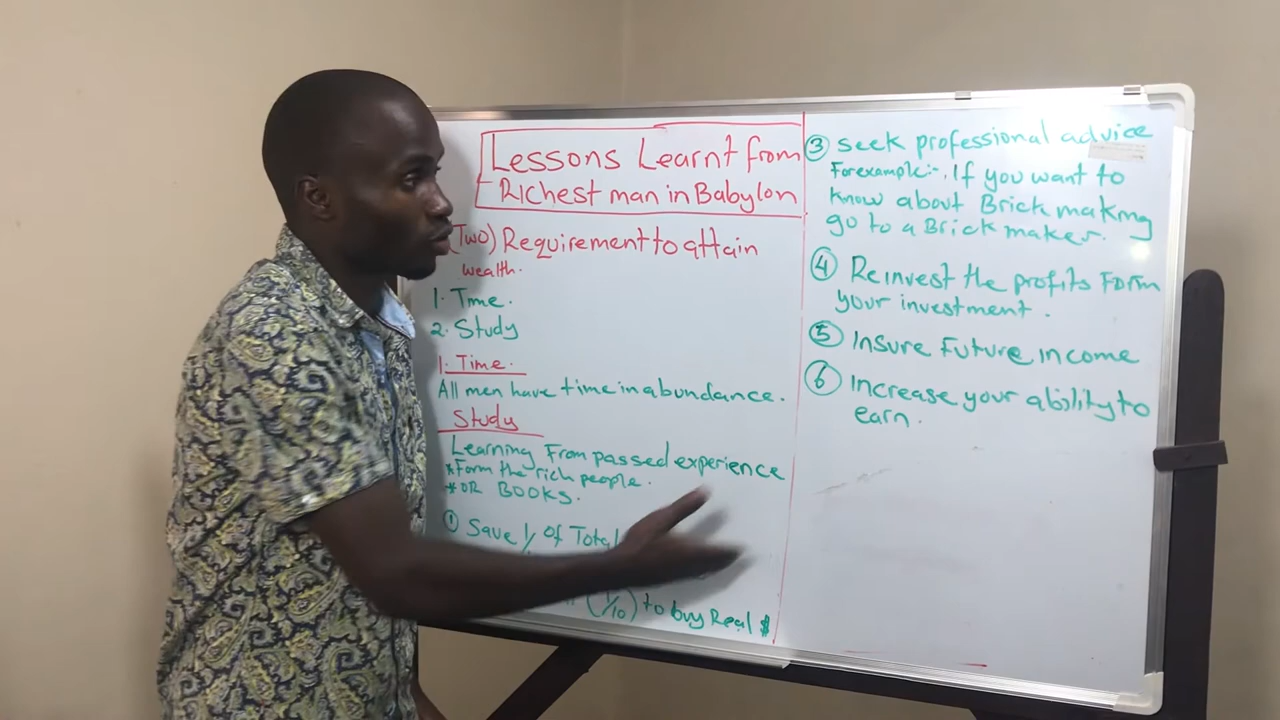 Lessons Learnt from
Richest man in Babylon
(Two) Requirement to attain
wealth.
1. Time.
2. Study
1. Time.
All men have time in abundance.
Study
Learning From passed experience
*Form the rich people.
*OR BOOKS.
① Save 1/ of Total
(1/10) to buy Real $
③ seek professional advice
Forexample:-, If you want to
know about Brick making
go to a Brick maker.
④ Reinvest the profits Form
your investment.
⑤ Insure Future income
⑥ Increase your ability to
earn.